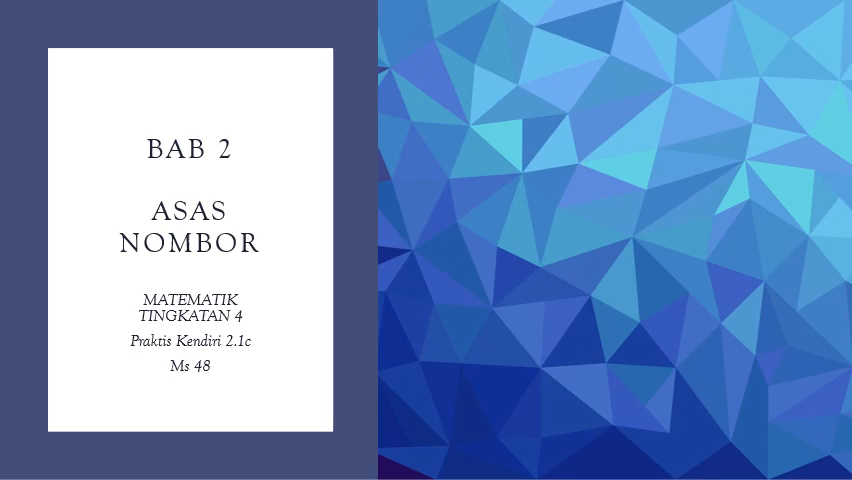 BAB 2
ASAS
NOMBOR
MATEMATIK
TINGKATAN 4
Praktis Kendiri 2.1c
Ms 48